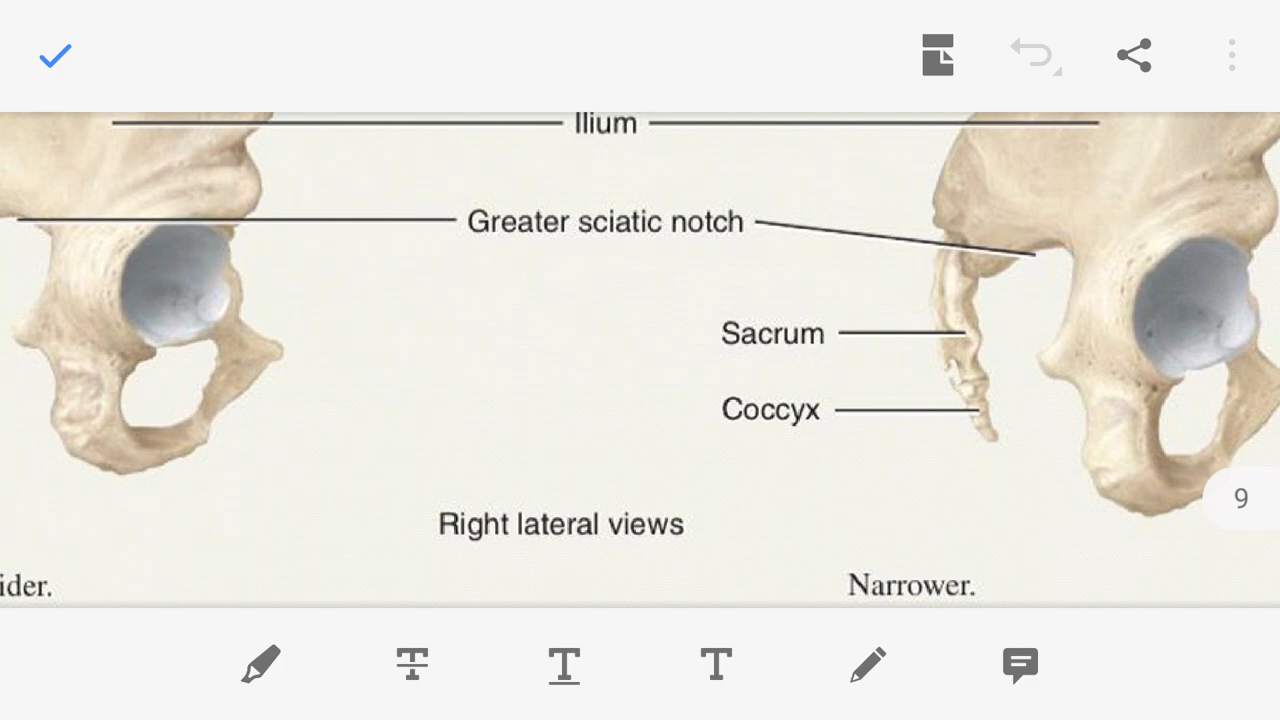 Ilium
Greater sciatic notch
Sacrum
Coccyx
9
Right lateral views
ider.
Narrower.